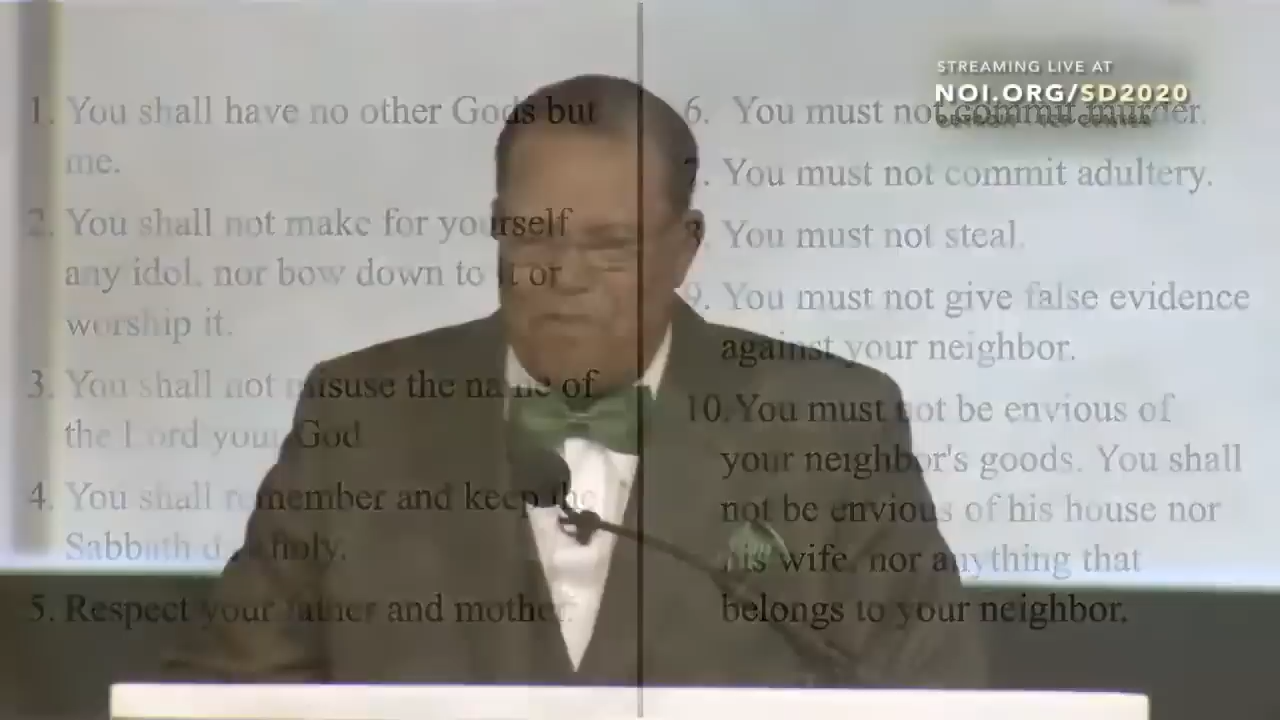 STREAMING LIVE AT
NOI.ORG/SD2020
DETROIT TCF CENTER
1. You shall have no other Gods but
me.
2. You shall not make for yourself
any idol, nor bow down to it or
worship it.
3. You shall not misuse the name of
the Lord your God
4. You shall remember and keep the
Sabbath day holy.
5. Respect your father and mother.
6. You must not commit murder.
7. You must not commit adultery.
8. You must not steal.
9. You must not give false evidence
against your neighbor.
10. You must not be envious of
your neighbor's goods. You shall
not be envious of his house nor
his wife, nor anything that
belongs to your neighbor.